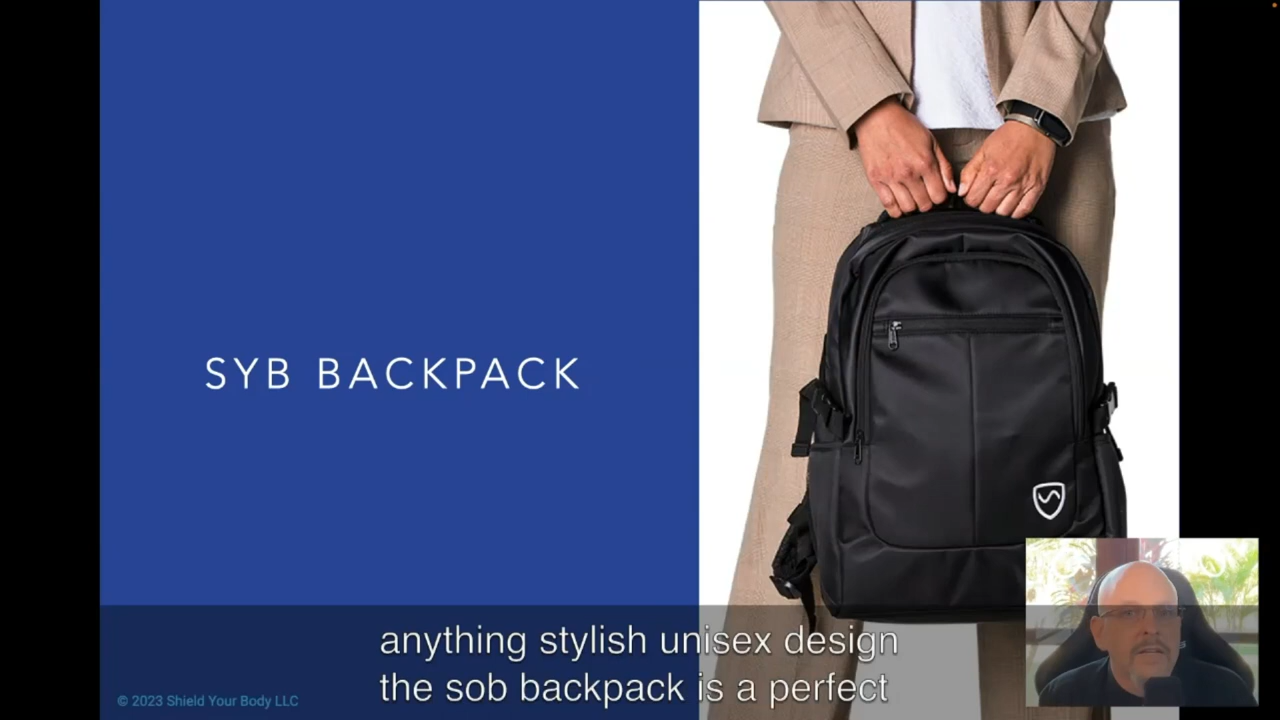 SYB BACKPACK
anything stylish unisex design
the sob backpack is a perfect
© 2023 Shield Your Body LLC